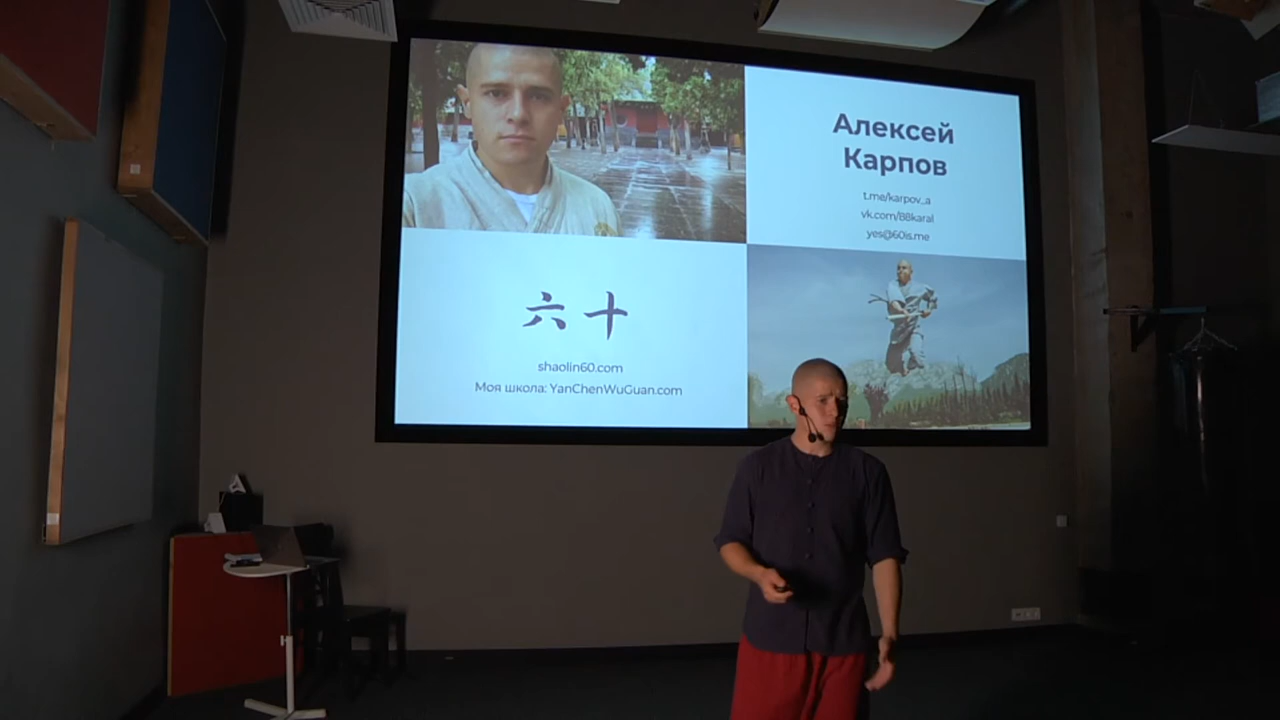 Алексей
Карпов
t.me/karpov_a
vk.com/88karal
yes@60is.me
六十
shaolin60.com
Моя школа: YanChenWuGuan.com